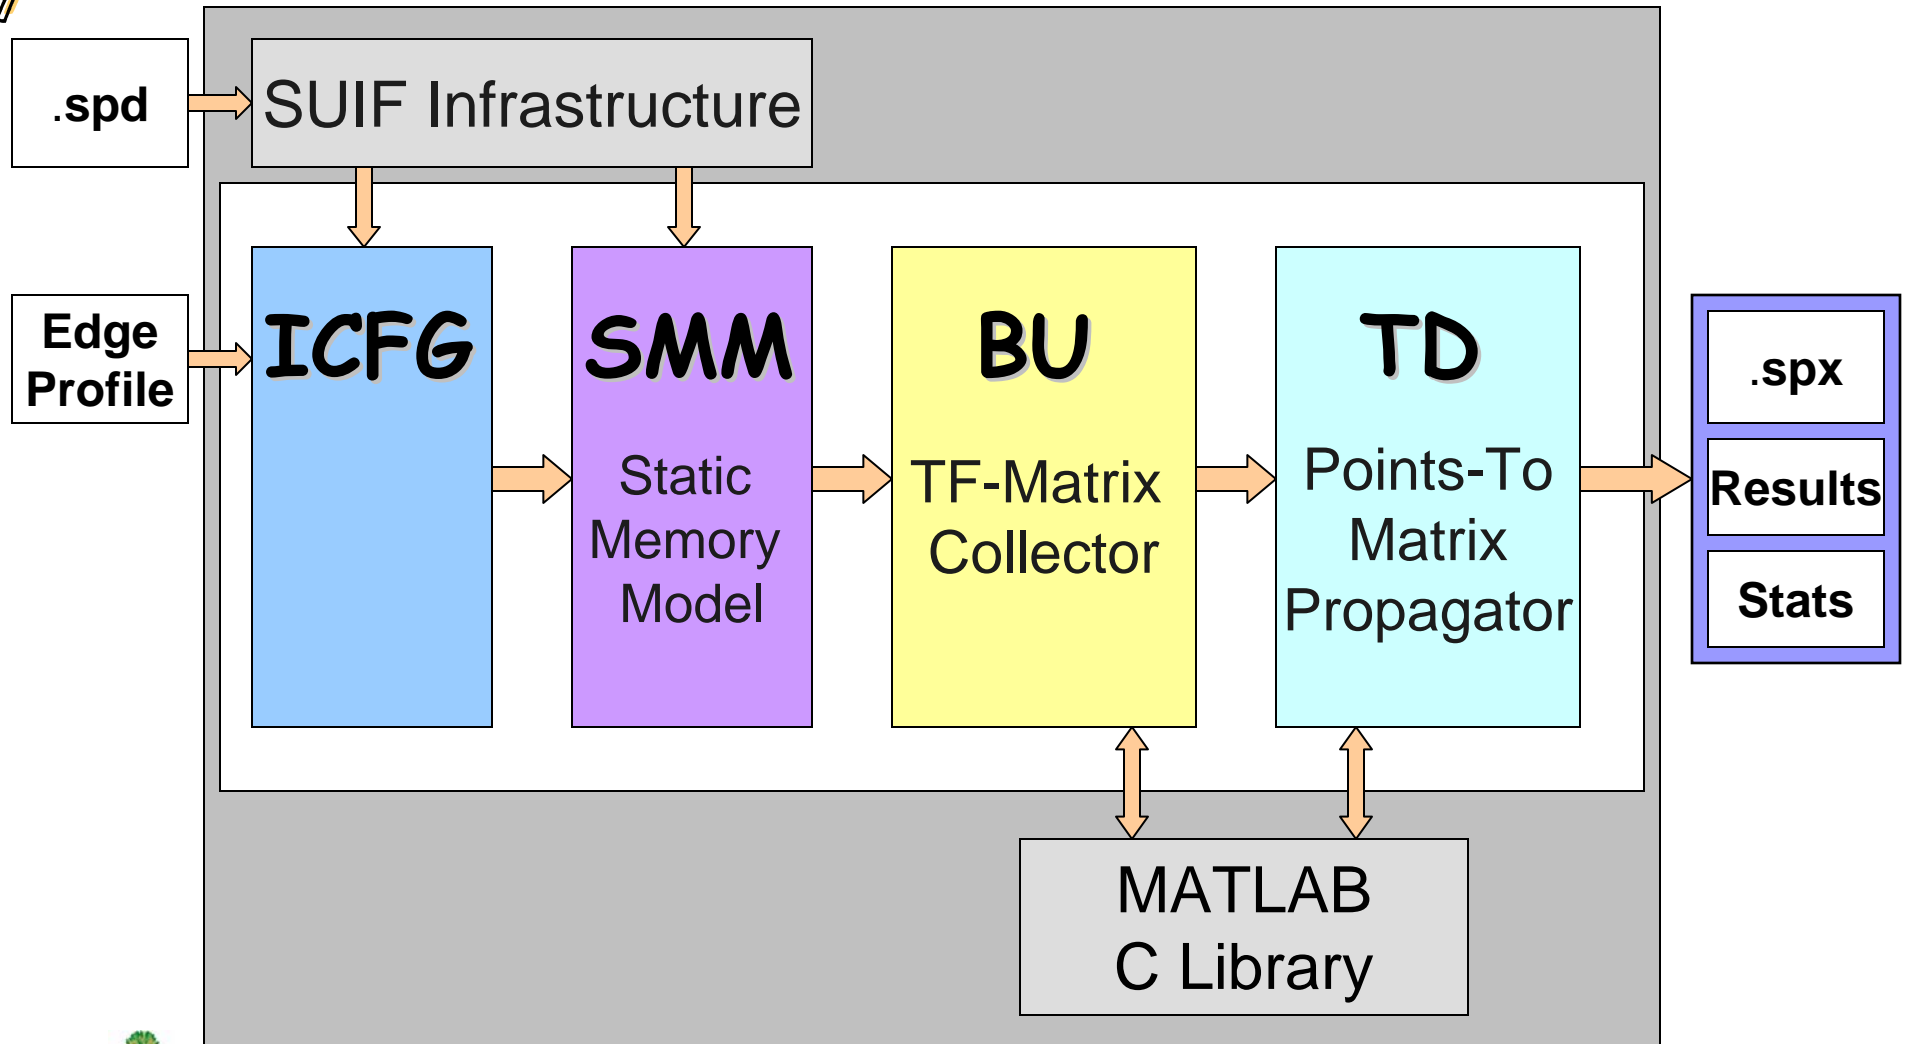 .spd
SUIF Infrastructure
Edge
Profile
ICFG
SMM
Static
Memory
Model
BU
TF-Matrix
Collector
TD
Points-To
Matrix
Propagator
.spx
Results
Stats
MATLAB
C Library